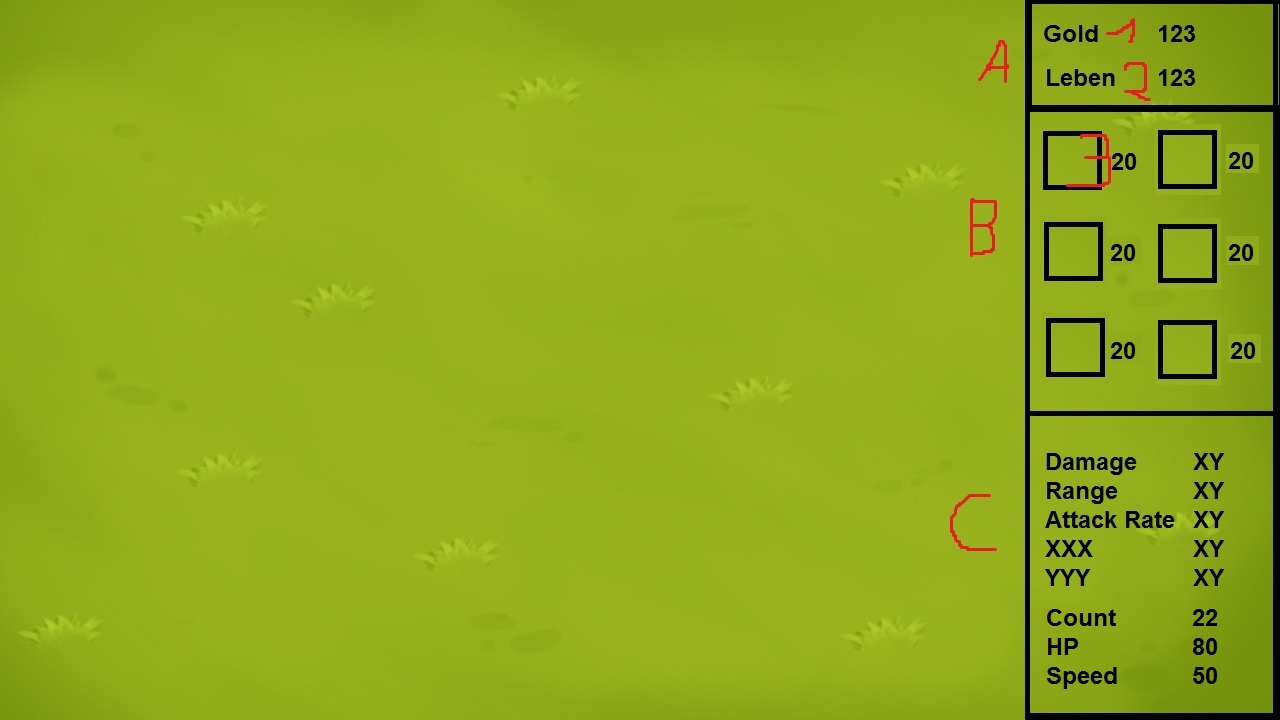 A
Gold 1 123
Leben 2 123
3 20 20
B
20 20
20 20
C
Damage XY
Range XY
Attack Rate XY
XXX XY
YYY XY
Count 22
HP 80
Speed 50